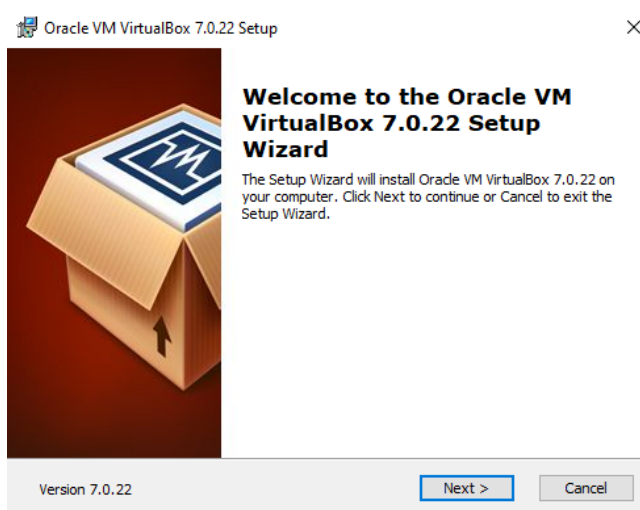 Oracle VM VirtualBox 7.0.22 Setup
Welcome to the Oracle VM
VirtualBox 7.0.22 Setup
Wizard
The Setup Wizard will install Oracle VM VirtualBox 7.0.22 on
your computer. Click Next to continue or Cancel to exit the
Setup Wizard.
Version 7.0.22
Next >
Cancel